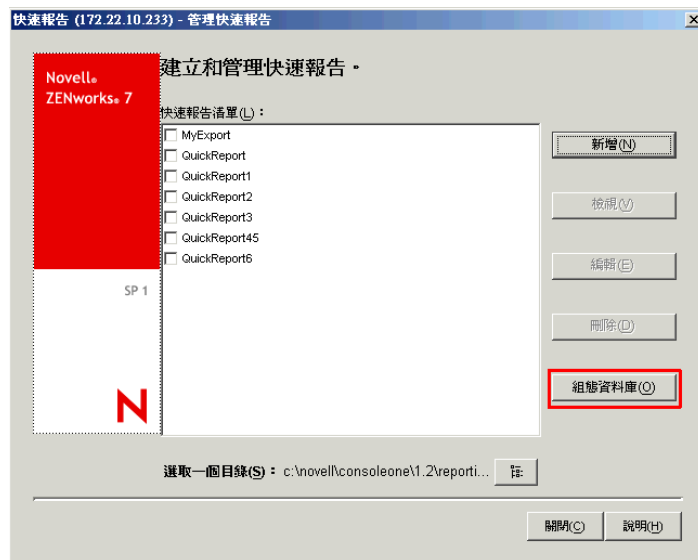 快速報告 (172.22.10.233) - 管理快速報告
Novell®
ZENworks® 7
SP 1
N
建立和管理快速報告。
快速報告清單(L)：
MyExport
QuickReport
QuickReport1
QuickReport2
QuickReport3
QuickReport45
QuickReport6
新增(N)
檢視(V)
編輯(E)
刪除(D)
組態資料庫(O)
選取一個目錄(S)： c:\novell\consoleone\1.2\reporti...
關閉(C)
說明(H)